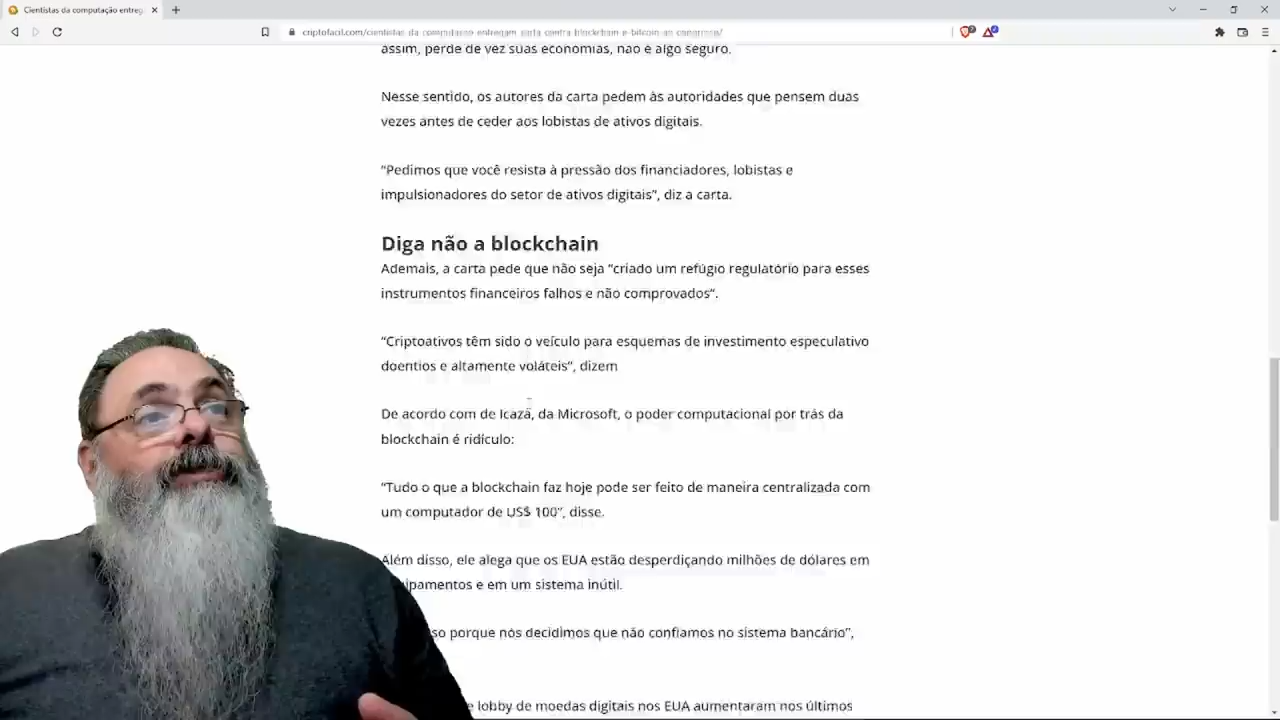 Cientistas da computação entreg
criptofacil.com/cientistas-da-computacao-entregam-carta-contra-blockchain-e-bitcoin-ao-congresso/
assim, perde de vez suas economias, não é algo seguro.
Nesse sentido, os autores da carta pedem às autoridades que pensem duas
vezes antes de ceder aos lobistas de ativos digitais.
“Pedimos que você resista à pressão dos financiadores, lobistas e
impulsionadores do setor de ativos digitais”, diz a carta.
Diga não a blockchain
Ademais, a carta pede que não seja “criado um refúgio regulatório para esses
instrumentos financeiros falhos e não comprovados“.
“Criptoativos têm sido o veículo para esquemas de investimento especulativo
doentios e altamente voláteis”, dizem
De acordo com de Icaza, da Microsoft, o poder computacional por trás da
blockchain é ridículo:
“Tudo o que a blockchain faz hoje pode ser feito de maneira centralizada com
um computador de US$ 100”, disse.
Além disso, ele alega que os EUA estão desperdiçando milhões de dólares em
ipamentos e em um sistema inútil.
so porque nós decidimos que não confiamos no sistema bancário”,
e lobby de moedas digitais nos EUA aumentaram nos últimos